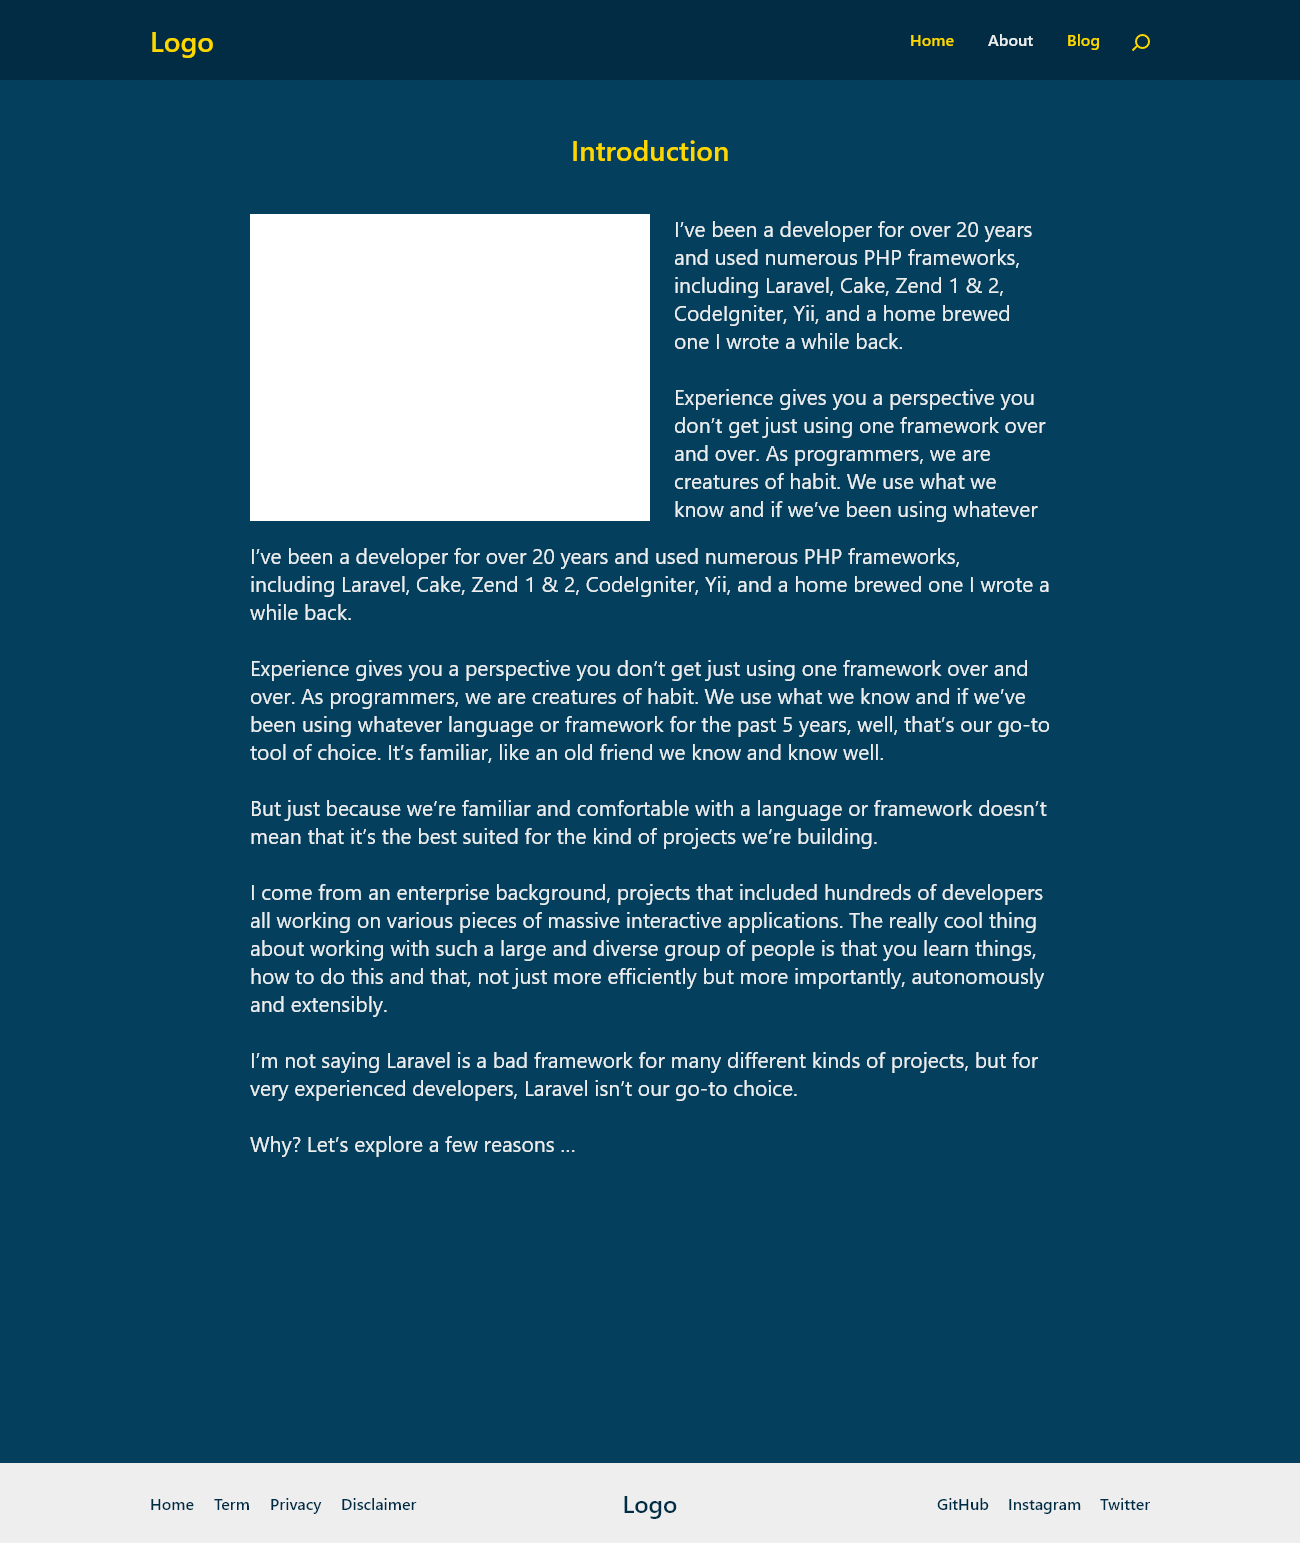 Logo
Home About Blog
Introduction
I’ve been a developer for over 20 years
and used numerous PHP frameworks,
including Laravel, Cake, Zend 1 & 2,
CodeIgniter, Yii, and a home brewed
one I wrote a while back.
Experience gives you a perspective you
don’t get just using one framework over
and over. As programmers, we are
creatures of habit. We use what we
know and if we’ve been using whatever
I’ve been a developer for over 20 years and used numerous PHP frameworks,
including Laravel, Cake, Zend 1 & 2, CodeIgniter, Yii, and a home brewed one I wrote a
while back.
Experience gives you a perspective you don’t get just using one framework over and
over. As programmers, we are creatures of habit. We use what we know and if we’ve
been using whatever language or framework for the past 5 years, well, that’s our go-to
tool of choice. It’s familiar, like an old friend we know and know well.
But just because we’re familiar and comfortable with a language or framework doesn’t
mean that it’s the best suited for the kind of projects we’re building.
I come from an enterprise background, projects that included hundreds of developers
all working on various pieces of massive interactive applications. The really cool thing
about working with such a large and diverse group of people is that you learn things,
how to do this and that, not just more efficiently but more importantly, autonomously
and extensibly.
I’m not saying Laravel is a bad framework for many different kinds of projects, but for
very experienced developers, Laravel isn’t our go-to choice.
Why? Let’s explore a few reasons …
Home Term Privacy Disclaimer Logo GitHub Instagram Twitter